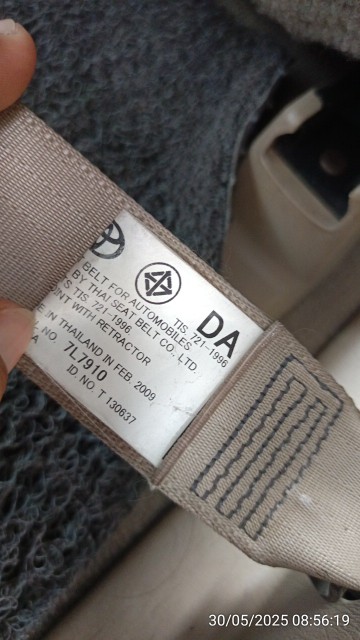 TIS. 721-1996
DA
BELT FOR AUTOMOBILES
BY THAI SEAT BELT CO., LTD.
TIS. 721-1996
WITH RETRACTOR
IN THAILAND IN FEB. 2009
NO. 7L7910
ID. NO. T 130637
30/05/2025 08:56:19